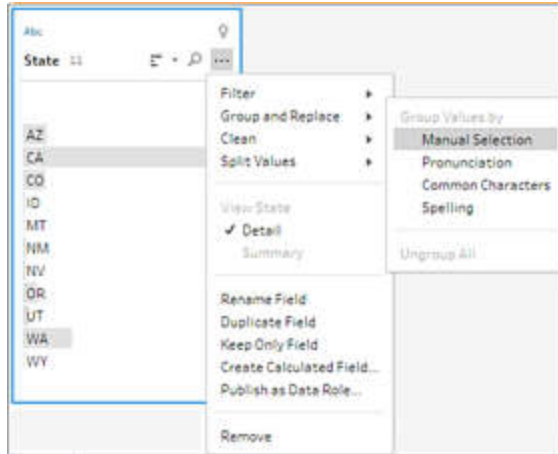 Abc
State 11
AZ
CA
CO
ID
MT
NM
NV
OR
UT
WA
WY
Filter
Group and Replace
Clean
Split Values
View State
✓ Detail
Summary
Rename Field
Duplicate Field
Keep Only Field
Create Calculated Field...
Publish as Data Role...
Remove
Group Values by
Manual Selection
Pronunciation
Common Characters
Spelling
Ungroup All